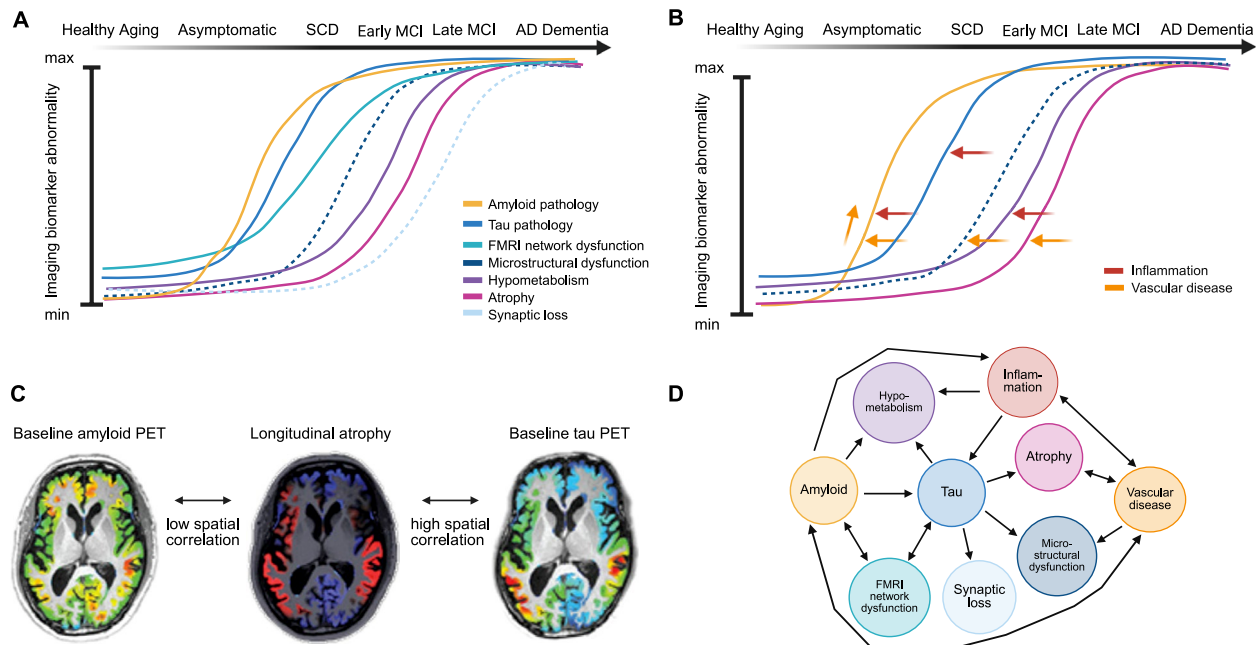 A
Healthy Aging Asymptomatic SCD Early MCI Late MCI AD Dementia
max
Imaging biomarker abnormality
min
Amyloid pathology
Tau pathology
FMRI network dysfunction
Microstructural dysfunction
Hypometabolism
Atrophy
Synaptic loss
B
Healthy Aging Asymptomatic SCD Early MCI Late MCI AD Dementia
max
Imaging biomarker abnormality
min
Inflammation
Vascular disease
C
Baseline amyloid PET
Longitudinal atrophy
Baseline tau PET
low spatial
correlation
high spatial
correlation
D
Inflam-
mation
Hypo-
metabolism
Atrophy
Amyloid
Tau
Vascular
disease
Micro-
structural
dysfunction
FMRI
network
dysfunction
Synaptic
loss